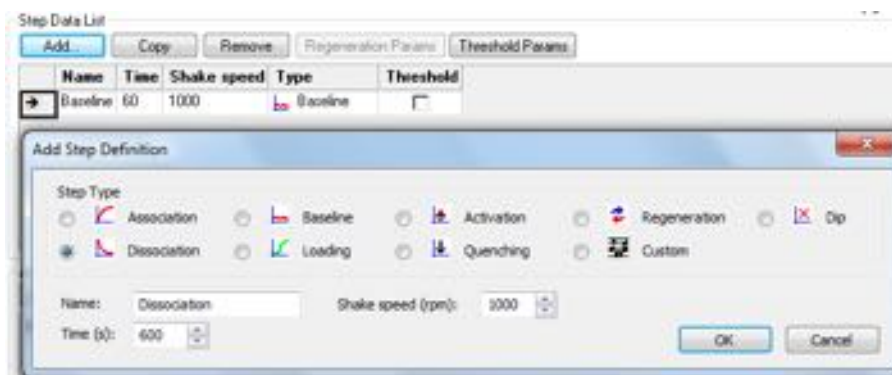 Step Data List
Add... Copy Remove Regeneration Params Threshold Params
Name Time Shake speed Type Threshold
Baseline 60 1000 Baseline
Add Step Definition
Step Type
Association Baseline Activation Regeneration Dip
Dissociation Loading Quenching Custom
Name: Dissociation Shake speed (rpm): 1000
Time (s): 600
OK Cancel